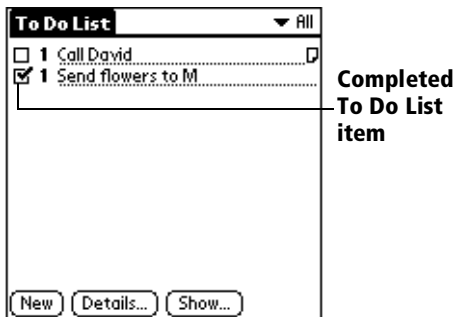 To Do List All
1 Call David
1 Send flowers to M
Completed
To Do List
item
New Details... Show...